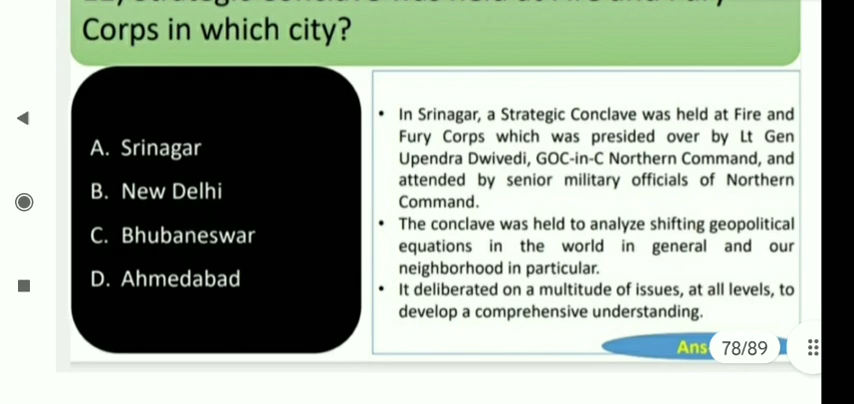 Corps in which city?
A. Srinagar
B. New Delhi
C. Bhubaneswar
D. Ahmedabad
• In Srinagar, a Strategic Conclave was held at Fire and
Fury Corps which was presided over by Lt Gen
Upendra Dwivedi, GOC-in-C Northern Command, and
attended by senior military officials of Northern
Command.
• The conclave was held to analyze shifting geopolitical
equations in the world in general and our
neighborhood in particular.
• It deliberated on a multitude of issues, at all levels, to
develop a comprehensive understanding.
Ans
78/89